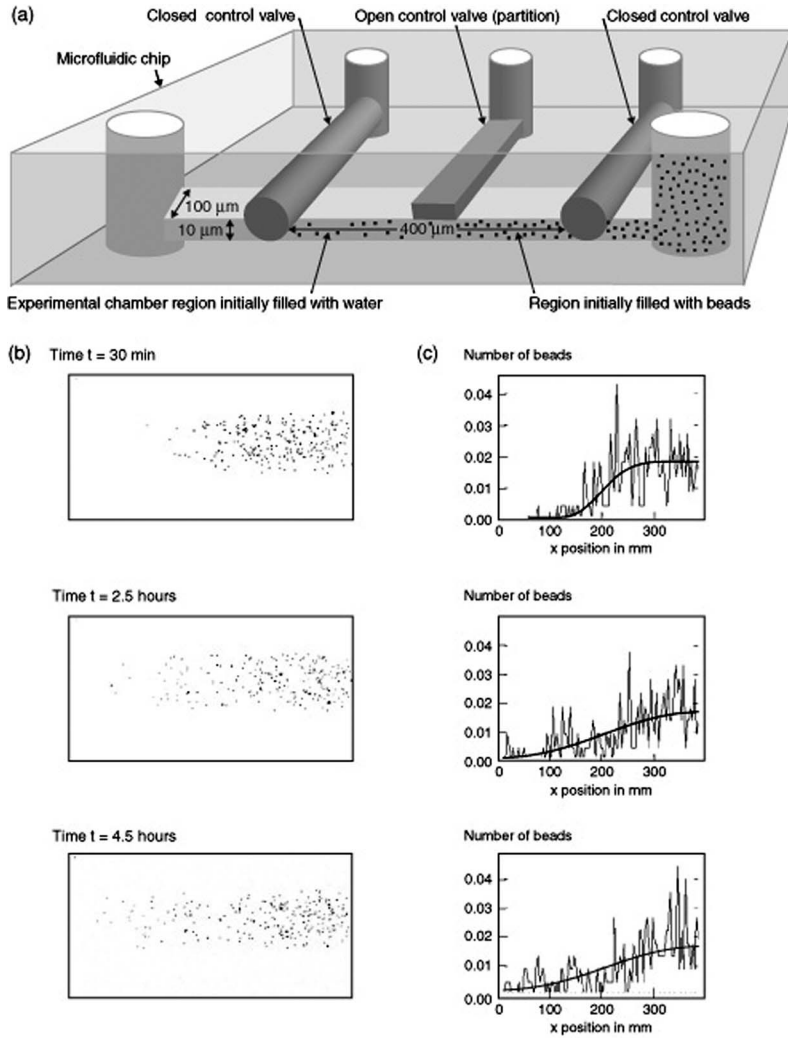 (a)
Closed control valve
Open control valve (partition)
Closed control valve
Microfluidic chip
100 µm
10 µm
400 µm
Experimental chamber region initially filled with water
Region initially filled with beads
(b)
Time t = 30 min
(c)
Number of beads
0.04
0.03
0.02
0.01
0.00
0 100 200 300
x position in mm
Time t = 2.5 hours
Number of beads
0.04
0.03
0.02
0.01
0.00
0 100 200 300
x position in mm
Time t = 4.5 hours
Number of beads
0.04
0.03
0.02
0.01
0.00
0 100 200 300
x position in mm